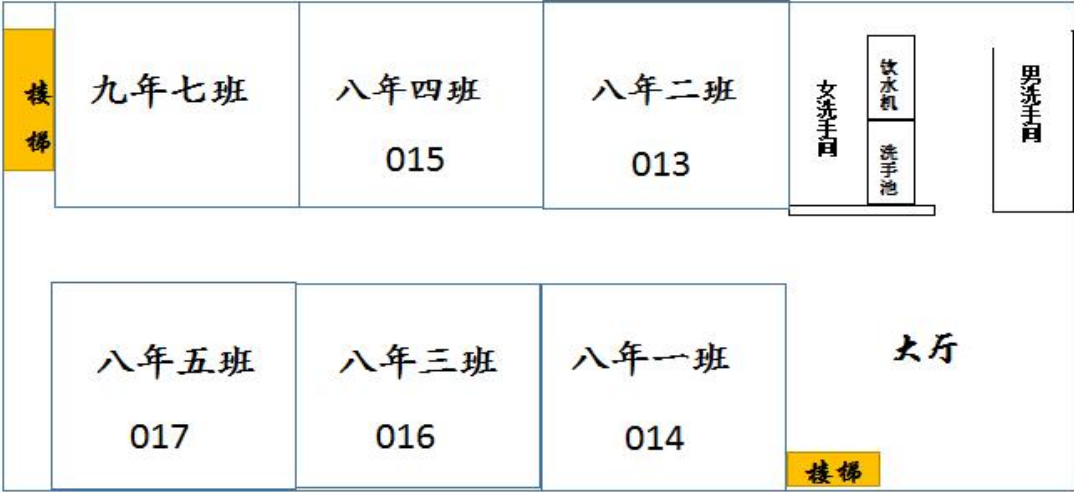 楼梯
九年七班
八年四班
015
八年二班
013
女洗手间
饮水机
洗手池
男洗手间
八年五班
017
八年三班
016
八年一班
014
大厅
楼梯